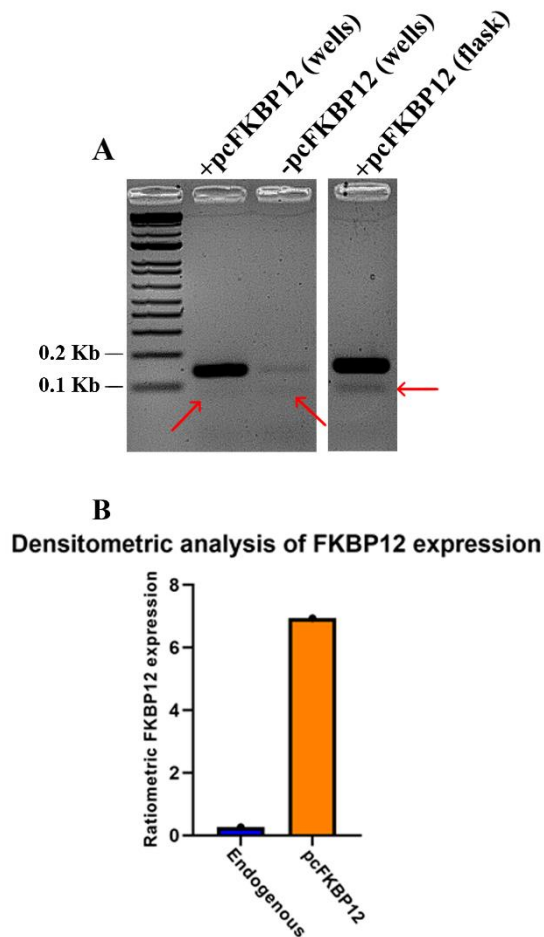 +pcFKBP12 (wells)
-pcFKBP12 (wells)
+pcFKBP12 (flask)
A
0.2 Kb
0.1 Kb
B
Densitometric analysis of FKBP12 expression
Ratiometric FKBP12 expression
8
6
4
2
0
Endogenous
pcFKBP12